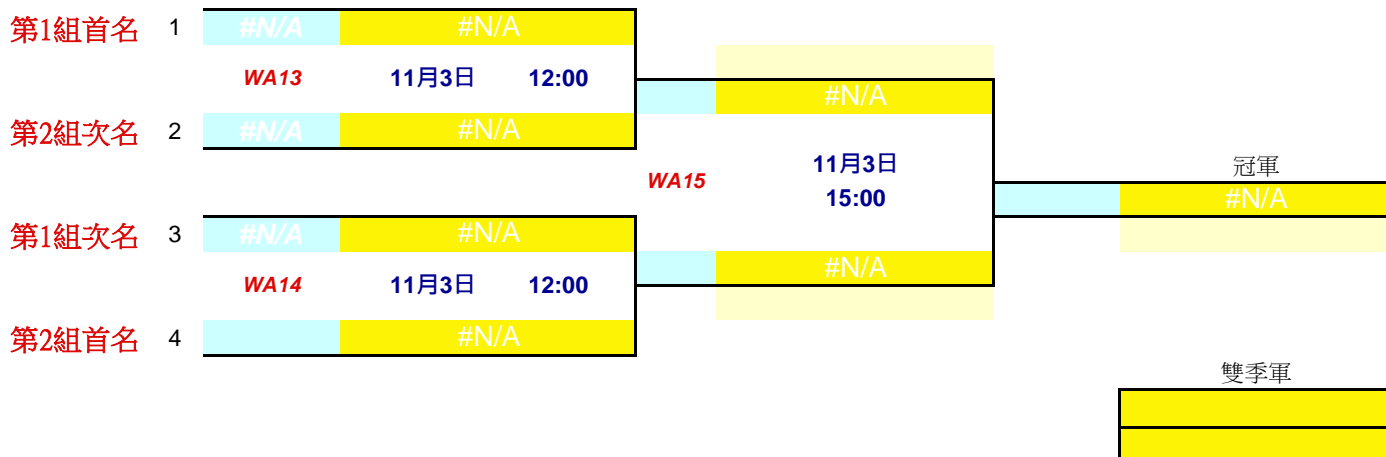 第1組首名 1 #N/A #N/A
WA13 11月3日 12:00
#N/A
第2組次名 2 #N/A #N/A
WA15 11月3日
15:00
冠軍
#N/A
第1組次名 3 #N/A #N/A
WA14 11月3日 12:00
#N/A
第2組首名 4 #N/A
雙季軍